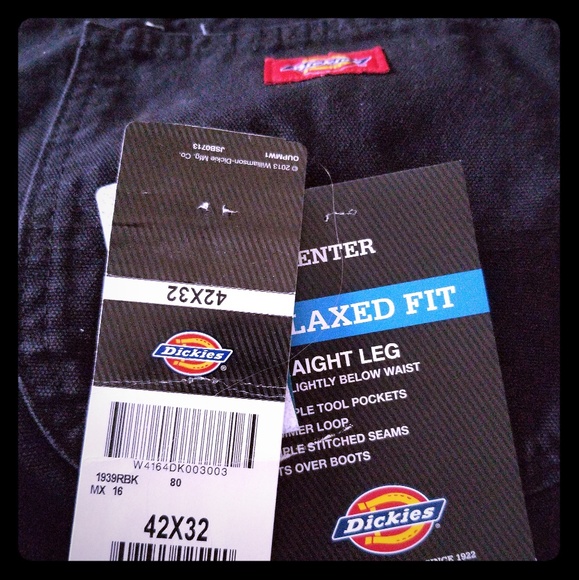 Dickies
© 2013 Williamson-Dickie Mfg. Co.
JSB0713
OUPMW1
42X32
Dickies
W4164DK003003
1939RBK 80
MX 16
42X32
ENTER
LAXED FIT
AIGHT LEG
LIGHTLY BELOW WAIST
PLE TOOL POCKETS
MER LOOP
PLE STITCHED SEAMS
TS OVER BOOTS
Dickies
SINCE 1922